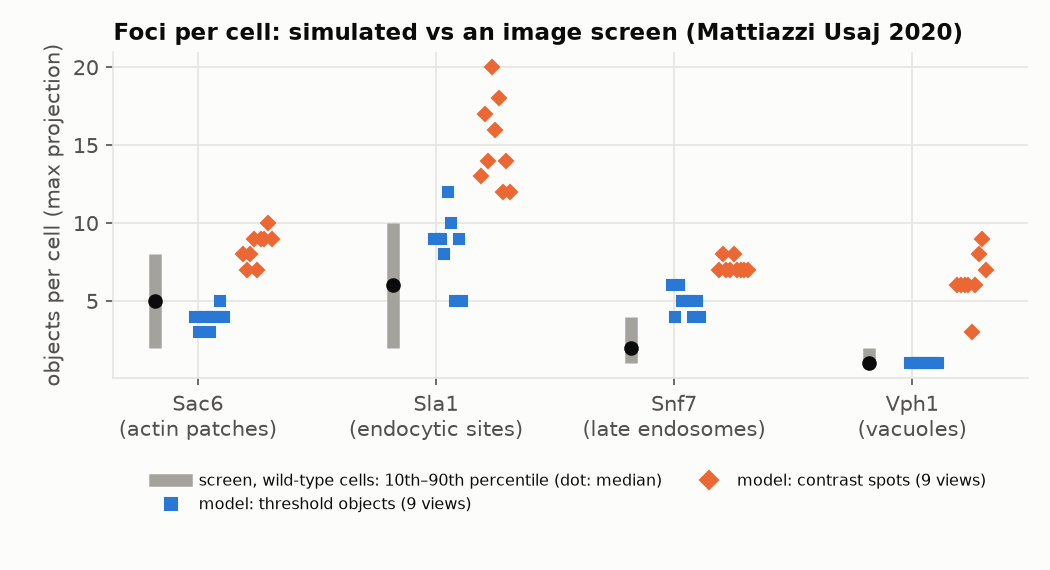 Foci per cell: simulated vs an image screen (Mattiazzi Usaj 2020)
objects per cell (max projection)
20
15
10
5
Sac6
(actin patches)
Sla1
(endocytic sites)
Snf7
(late endosomes)
Vph1
(vacuoles)
screen, wild-type cells: 10th–90th percentile (dot: median)
model: threshold objects (9 views)
model: contrast spots (9 views)